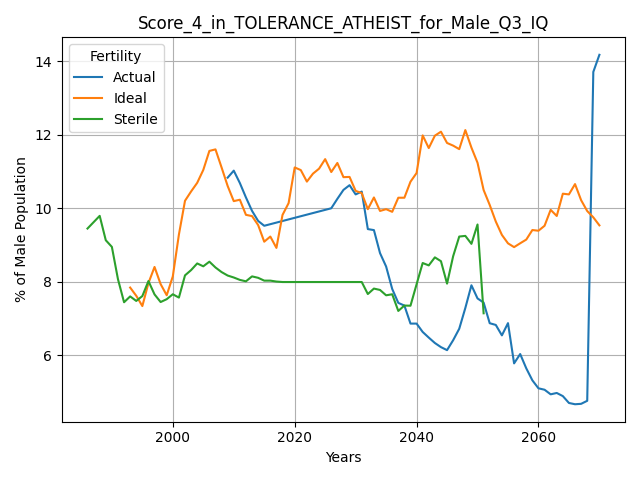 Score_4_in_TOLERANCE_ATHEIST_for_Male_Q3_IQ
Fertility
Actual
Ideal
Sterile
% of Male Population
14
12
10
8
6
2000 2020 2040 2060
Years